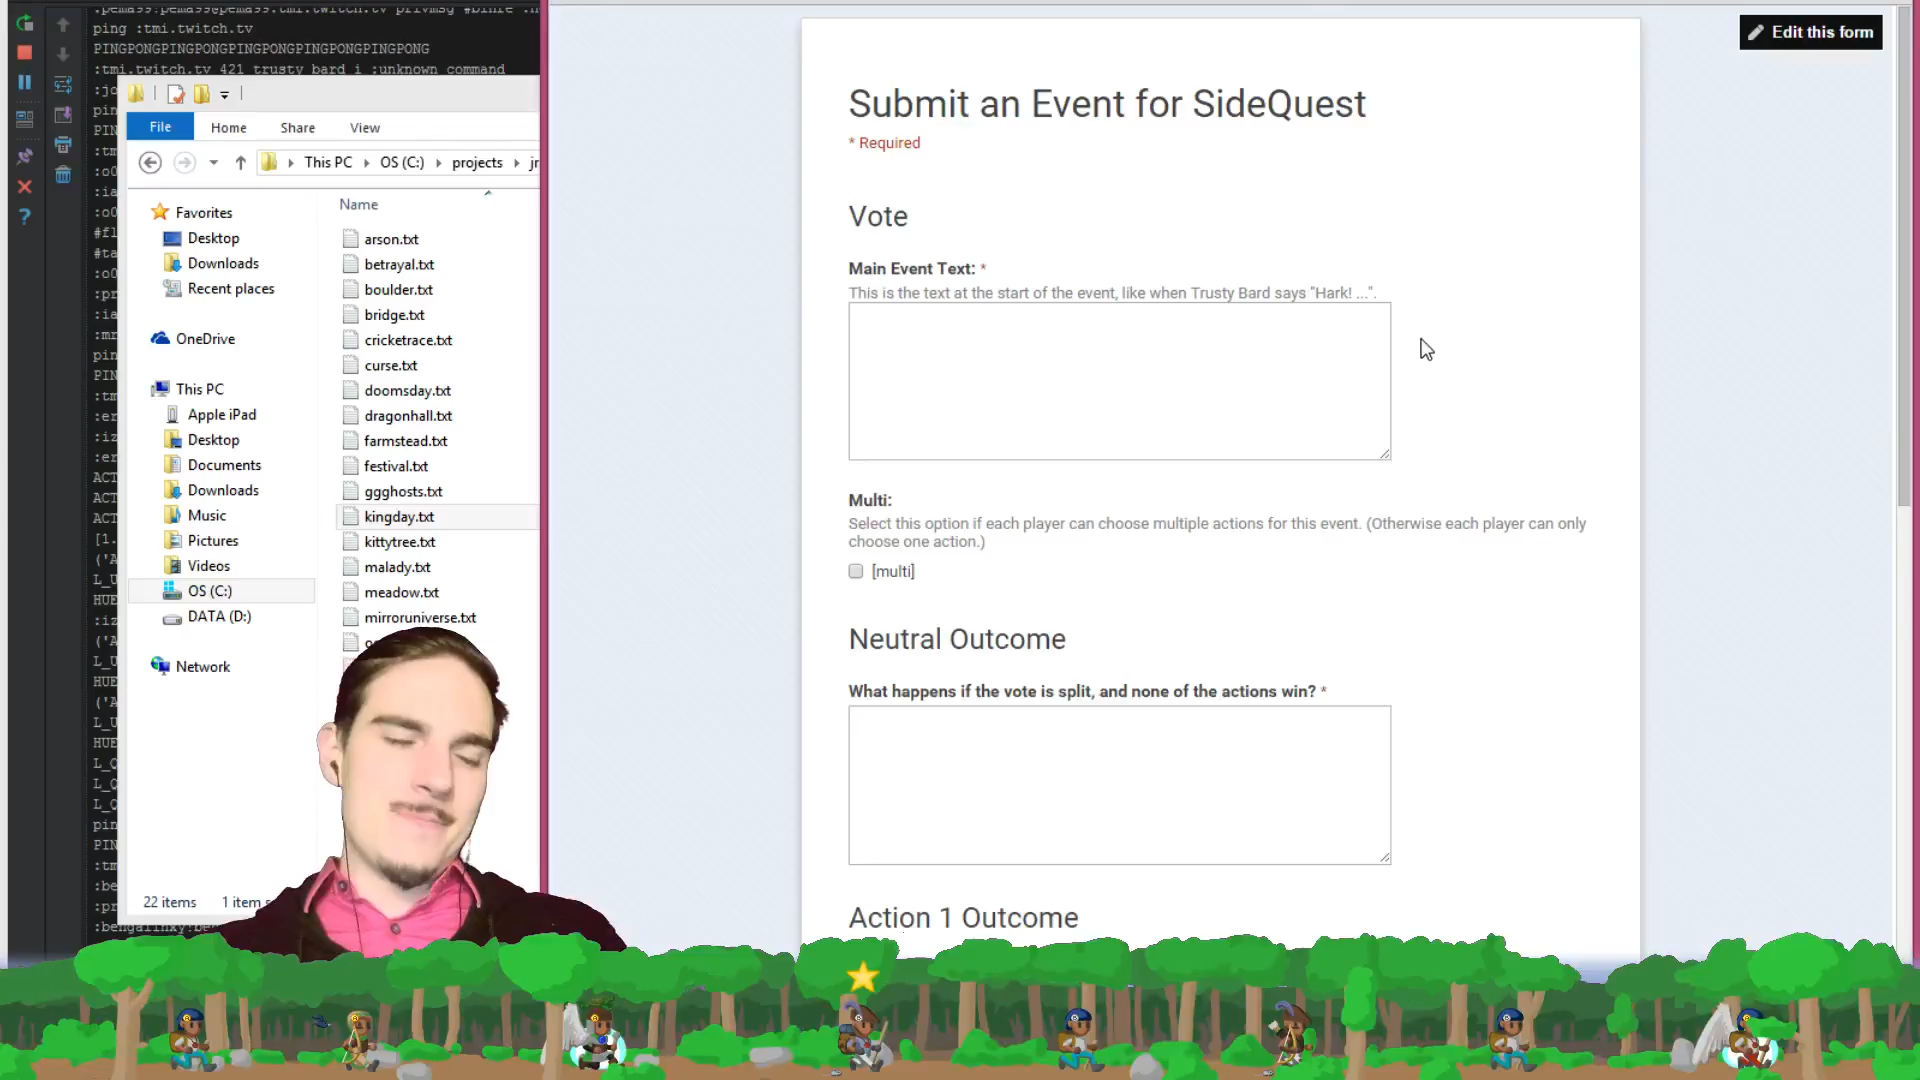 ping :tmi.twitch.tv
PINGPONGPINGPONGPINGPONGPINGPONGPINGPONG
:tmi.twitch.tv 421 trusty_bard i :unknown command
File
Home
Share
View
This PC
OS (C:)
projects
Name
Favorites
Desktop
Downloads
Recent places
OneDrive
This PC
Apple iPad
Desktop
Documents
Downloads
Music
Pictures
Videos
OS (C:)
DATA (D:)
Network
arson.txt
betrayal.txt
boulder.txt
bridge.txt
cricketrace.txt
curse.txt
doomsday.txt
dragonhall.txt
farmstead.txt
festival.txt
ggghosts.txt
kingday.txt
kittytree.txt
malady.txt
meadow.txt
mirroruniverse.txt
22 items
1 item
Edit this form
Submit an Event for SideQuest
* Required
Vote
Main Event Text: *
This is the text at the start of the event, like when Trusty Bard says "Hark! ...".
Multi:
Select this option if each player can choose multiple actions for this event. (Otherwise each player can only
choose one action.)
[multi]
Neutral Outcome
What happens if the vote is split, and none of the actions win? *
Action 1 Outcome